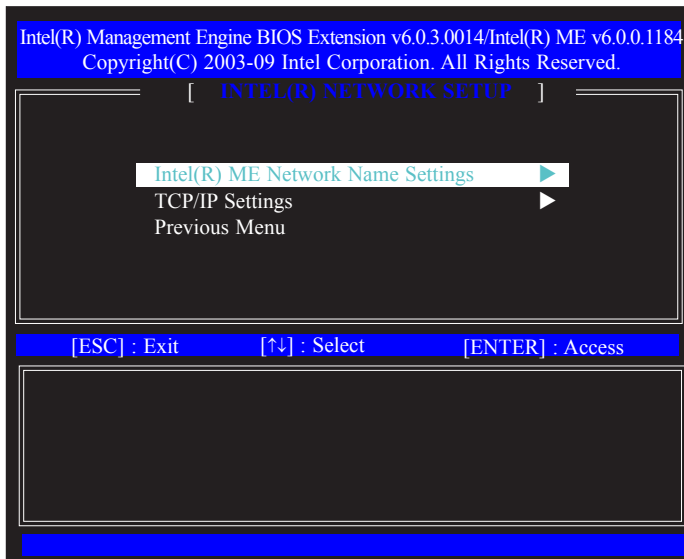 Intel(R) Management Engine BIOS Extension v6.0.3.0014/Intel(R) ME v6.0.0.1184
Copyright(C) 2003-09 Intel Corporation. All Rights Reserved.
[ INTEL(R) NETWORK SETUP ]
Intel(R) ME Network Name Settings ▶
TCP/IP Settings ▶
Previous Menu
[ESC] : Exit [↑↓] : Select [ENTER] : Access